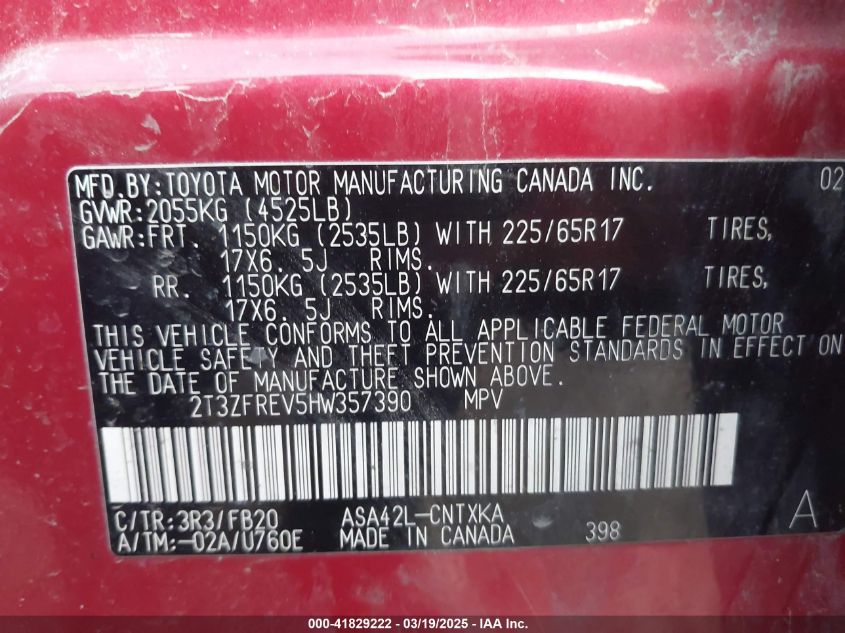 MFD.BY:TOYOTA MOTOR MANUFACTURING CANADA INC. 02
GVWR:2055KG (4525LB)
GAWR:FRT. 1150KG (2535LB) WITH 225/65R17 TIRES,
17X6. 5J RIMS.
RR. 1150KG (2535LB) WITH 225/65R17 TIRES,
17X6. 5J RIMS.
THIS VEHICLE CONFORMS TO ALL APPLICABLE FEDERAL MOTOR
VEHICLE SAFETY AND THEFT PREVENTION STANDARDS IN EFFECT ON
THE DATE OF MANUFACTURE SHOWN ABOVE.
2T3ZFREV5HW357390 MPV
C/TR:3R3/FB20 ASA42L-CNTXKA
A/TM:-02A/U760E MADE IN CANADA 398 A
000-41829222 / 03/19/2025 - IAA Inc.